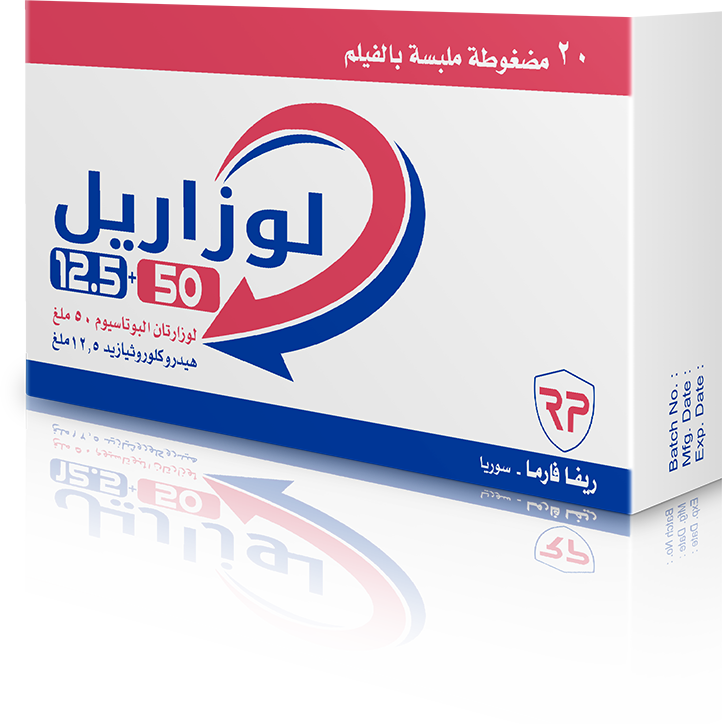 ٢٠ مضغوطة ملبسة بالفيلم
لوزاريل
12.5 + 50
لوزارتان البوتاسيوم ٥٠ ملغ
هيدروكلوروثيازيد ١٢,٥ ملغ
RP
ريفا فارما ـ سوريا
Batch No. :
Mfg. Date :
Exp. Date :